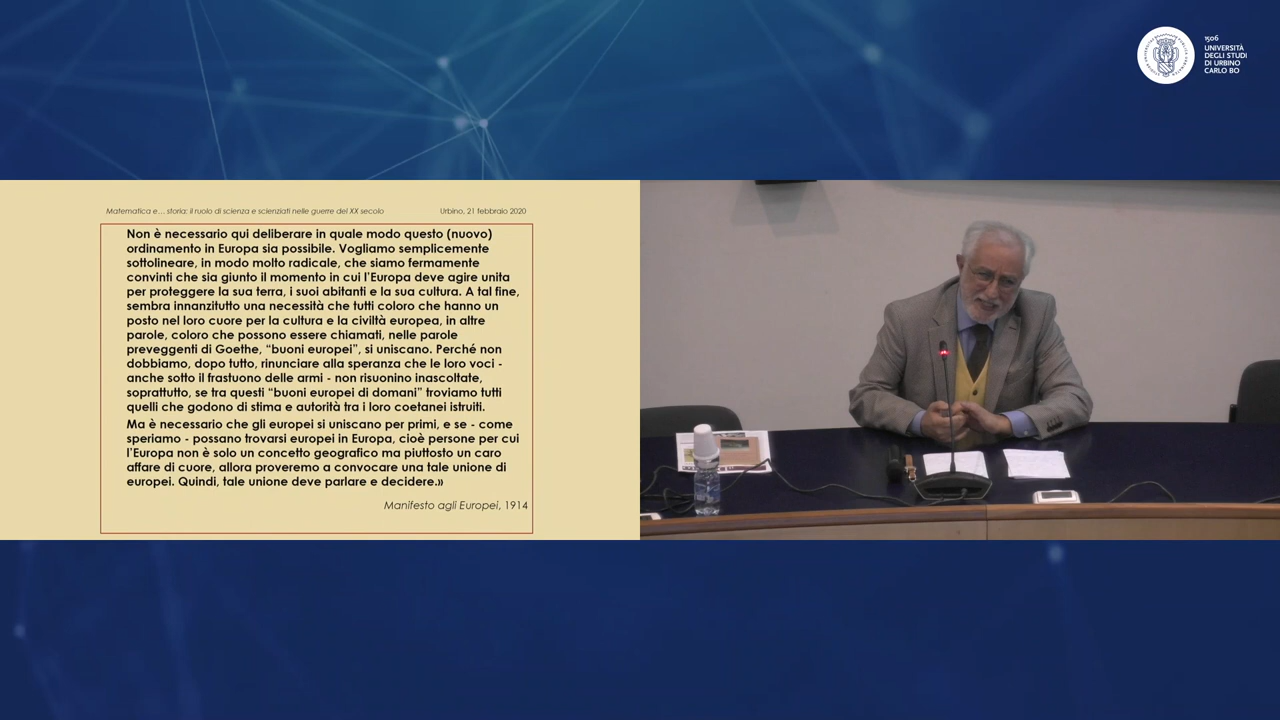 1506
UNIVERSITÀ
DEGLI STUDI
DI URBINO
CARLO BO
Matematica e... storia: il ruolo di scienza e scienziati nelle guerre del XX secolo
Urbino, 21 febbraio 2020
Non è necessario qui deliberare in quale modo questo (nuovo)
ordinamento in Europa sia possibile. Vogliamo semplicemente
sottolineare, in modo molto radicale, che siamo fermamente
convinti che sia giunto il momento in cui l'Europa deve agire unita
per proteggere la sua terra, i suoi abitanti e la sua cultura. A tal fine,
sembra innanzitutto una necessità che tutti coloro che hanno un
posto nel loro cuore per la cultura e la civiltà europea, in altre
parole, coloro che possono essere chiamati, nelle parole
preveggenti di Goethe, “buoni europei”, si uniscano. Perché non
dobbiamo, dopo tutto, rinunciare alla speranza che le loro voci -
anche sotto il frastuono delle armi - non risuonino inascoltate,
soprattutto, se tra questi “buoni europei di domani” troviamo tutti
quelli che godono di stima e autorità tra i loro coetanei istruiti.
Ma è necessario che gli europei si uniscano per primi, e se - come
speriamo - possano trovarsi europei in Europa, cioè persone per cui
l'Europa non è solo un concetto geografico ma piuttosto un caro
affare di cuore, allora proveremo a convocare una tale unione di
europei. Quindi, tale unione deve parlare e decidere.»
Manifesto agli Europei, 1914